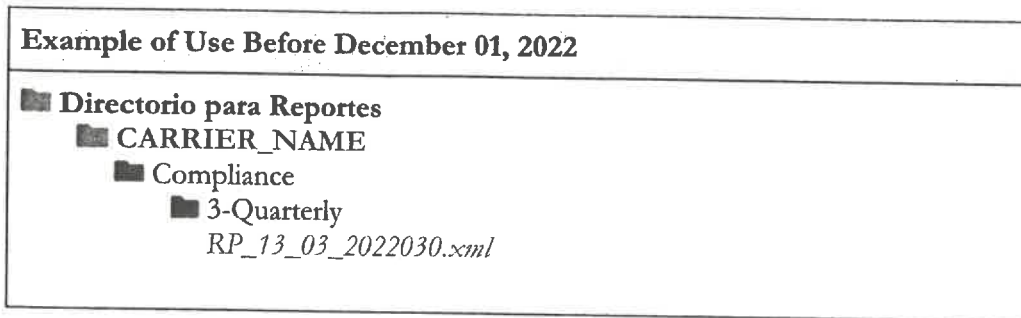 Example of Use Before December 01, 2022
Directorio para Reportes
CARRIER_NAME
Compliance
3-Quarterly
RP_13_03_2022030.xml